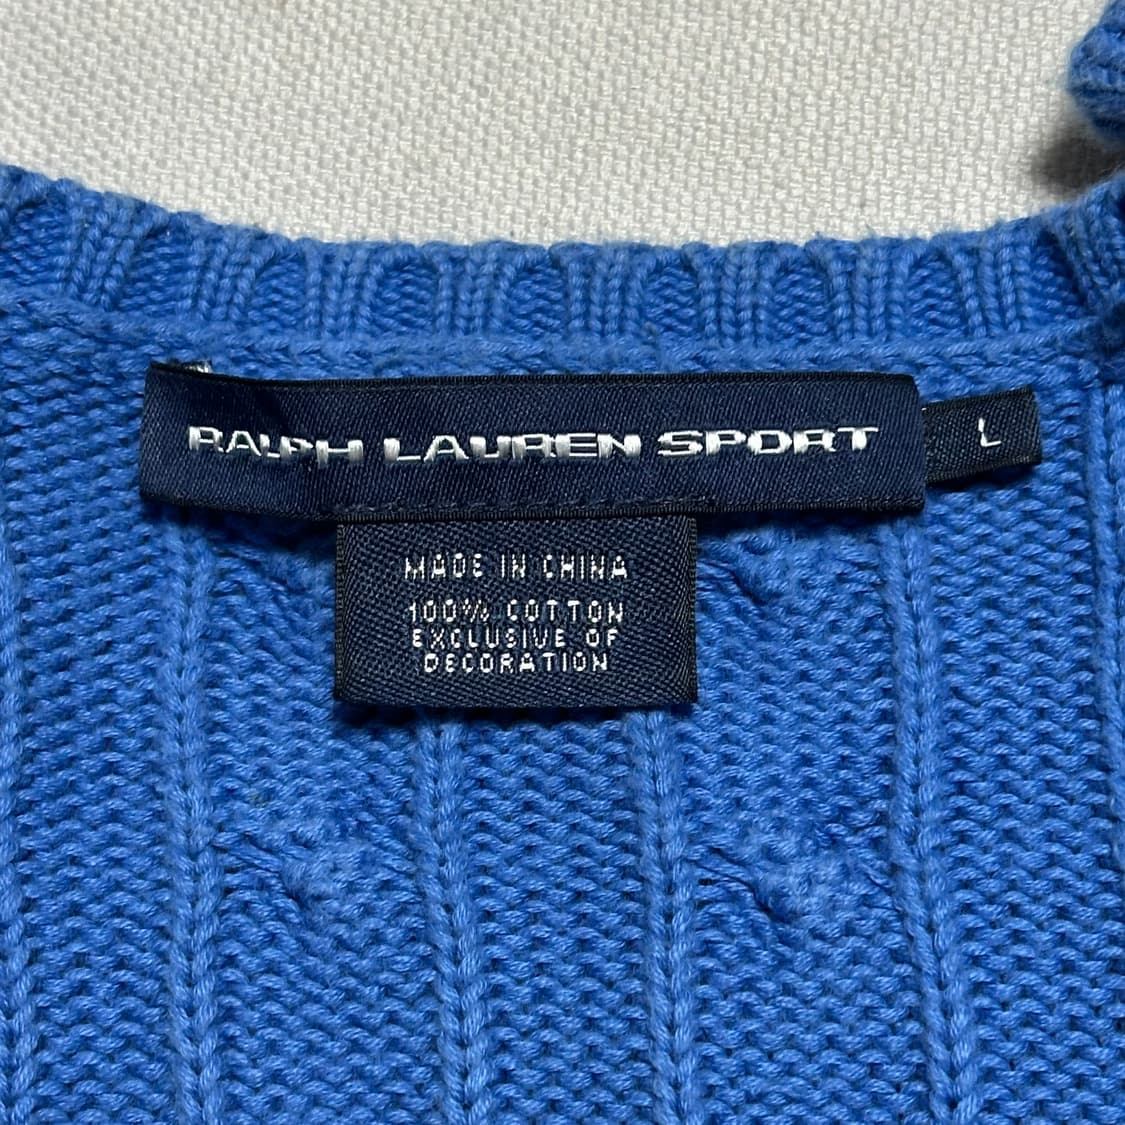 RALPH LAUREN SPORT
L
MADE IN CHINA
100% COTTON
EXCLUSIVE OF
DECORATION